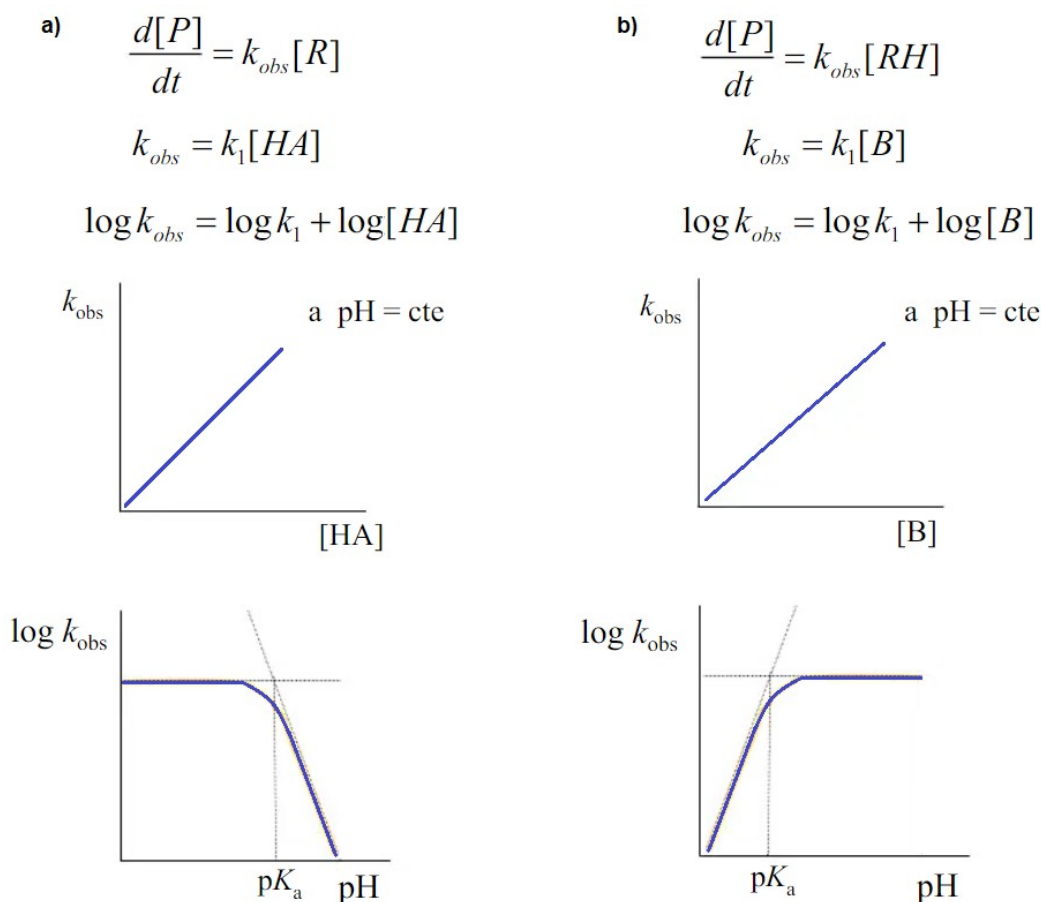 a)
d[P]/dt = k_obs[R]
k_obs = k_1[HA]
log k_obs = log k_1 + log[HA]
k_obs
a pH = cte
[HA]
log k_obs
pK_a
pH
b)
d[P]/dt = k_obs[RH]
k_obs = k_1[B]
log k_obs = log k_1 + log[B]
k_obs
a pH = cte
[B]
log k_obs
pK_a
pH